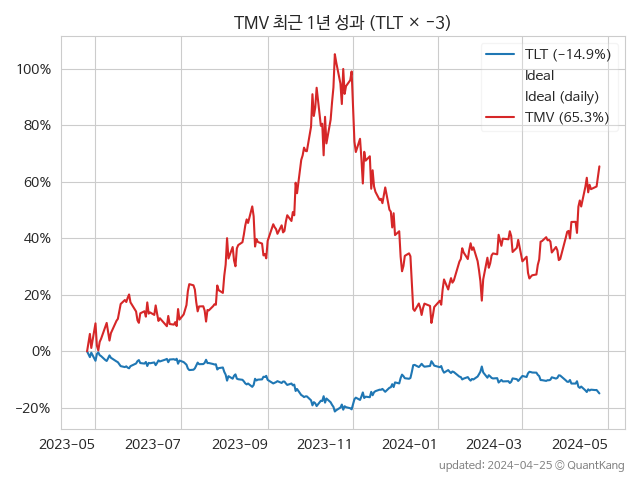 TMV 최근 1년 성과 (TLT × −3)
TLT (−14.9%)
Ideal
Ideal (daily)
TMV (65.3%)
100%
80%
60%
40%
20%
0%
−20%
2023-05 2023-07 2023-09 2023-11 2024-01 2024-03 2024-05
updated: 2024-04-25 © QuantKang